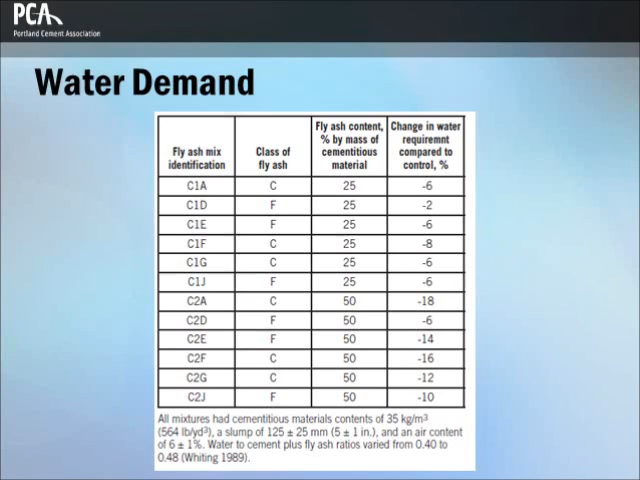 PCA
Portland Cement Association
Water Demand
Fly ash mix identification | Class of fly ash | Fly ash content, % by mass of cementitious material | Change in water requiremnt compared to control, %
C1A C 25 -6
C1D F 25 -2
C1E F 25 -6
C1F C 25 -8
C1G C 25 -6
C1J F 25 -6
C2A C 50 -18
C2D F 50 -6
C2E F 50 -14
C2F C 50 -16
C2G C 50 -12
C2J F 50 -10
All mixtures had cementitious materials contents of 35 kg/m³
(564 lb/yd³), a slump of 125 ± 25 mm (5 ± 1 in.), and an air content
of 6 ± 1%. Water to cement plus fly ash ratios varied from 0.40 to
0.48 (Whiting 1989).